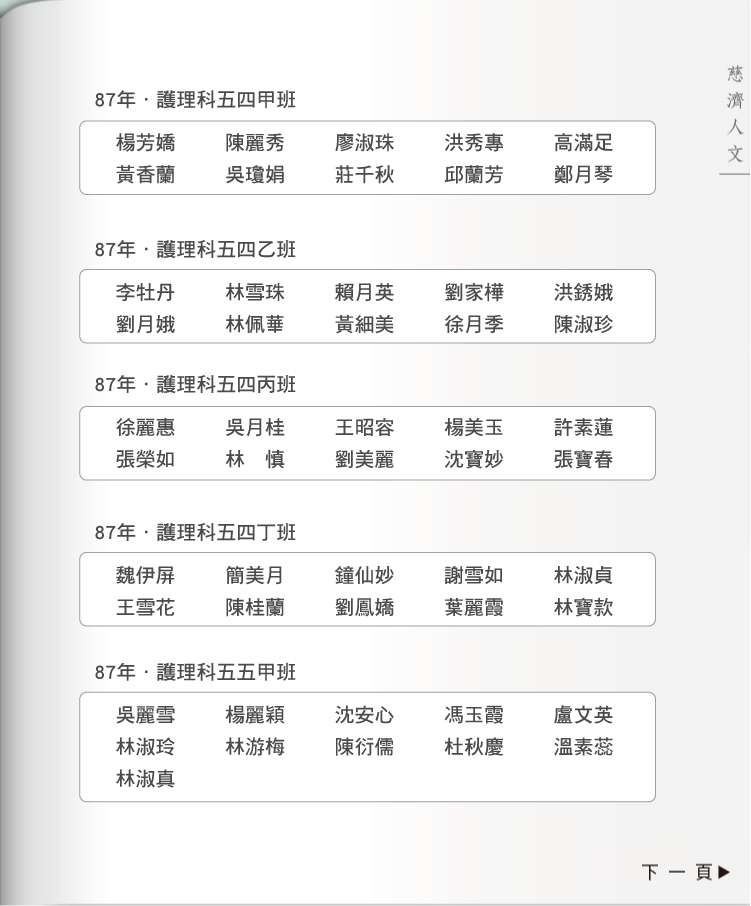 慈濟人文
87年．護理科五四甲班
楊芳嬌 陳麗秀 廖淑珠 洪秀專 高滿足
黃香蘭 吳瓊娟 莊千秋 邱蘭芳 鄭月琴
87年．護理科五四乙班
李牡丹 林雪珠 賴月英 劉家樺 洪銹娥
劉月娥 林佩華 黃細美 徐月季 陳淑珍
87年．護理科五四丙班
徐麗惠 吳月桂 王昭容 楊美玉 許素蓮
張榮如 林　慎 劉美麗 沈寶妙 張寶春
87年．護理科五四丁班
魏伊屏 簡美月 鐘仙妙 謝雪如 林淑貞
王雪花 陳桂蘭 劉鳳嬌 葉麗霞 林寶款
87年．護理科五五甲班
吳麗雪 楊麗穎 沈安心 馮玉霞 盧文英
林淑玲 林游梅 陳衍儒 杜秋慶 溫素蕊
林淑真
下一頁▶